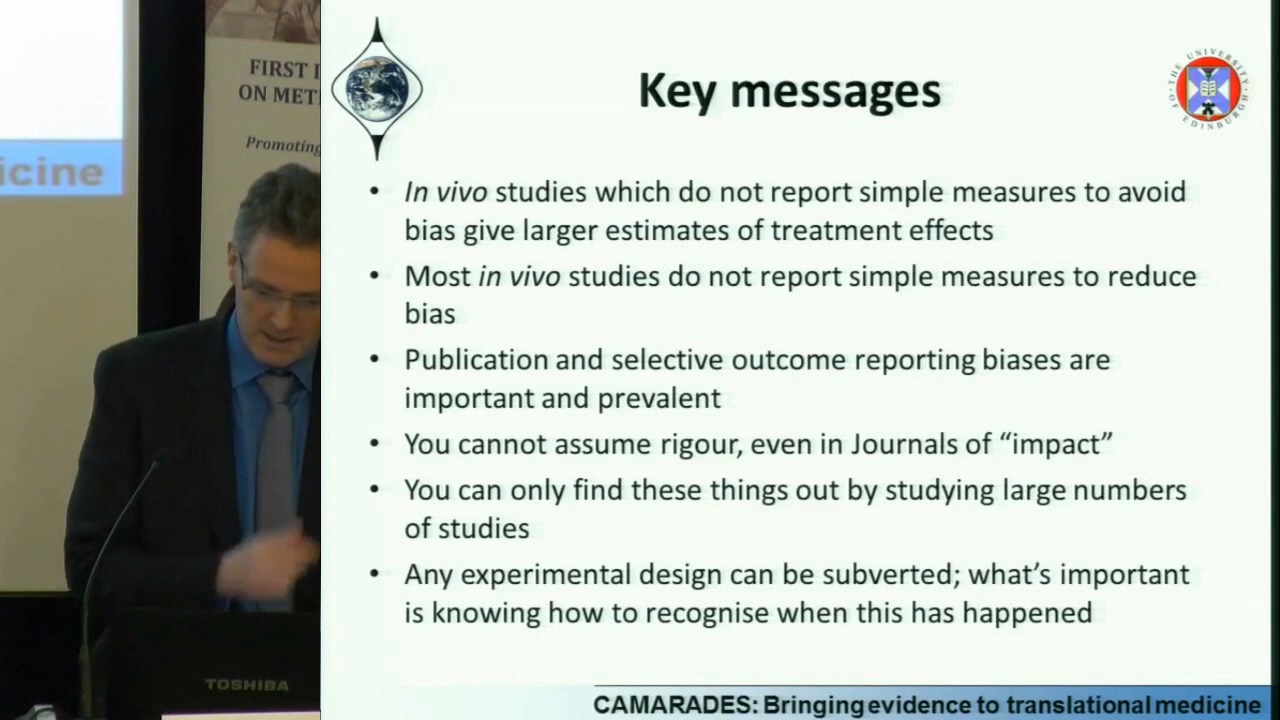 icine
FIRST I
ON MET
Promoting
TOSHIBA
Key messages
THE UNIVERSITY OF EDINBURGH
• In vivo studies which do not report simple measures to avoid
bias give larger estimates of treatment effects
• Most in vivo studies do not report simple measures to reduce
bias
• Publication and selective outcome reporting biases are
important and prevalent
• You cannot assume rigour, even in Journals of “impact”
• You can only find these things out by studying large numbers
of studies
• Any experimental design can be subverted; what’s important
is knowing how to recognise when this has happened
CAMARADES: Bringing evidence to translational medicine